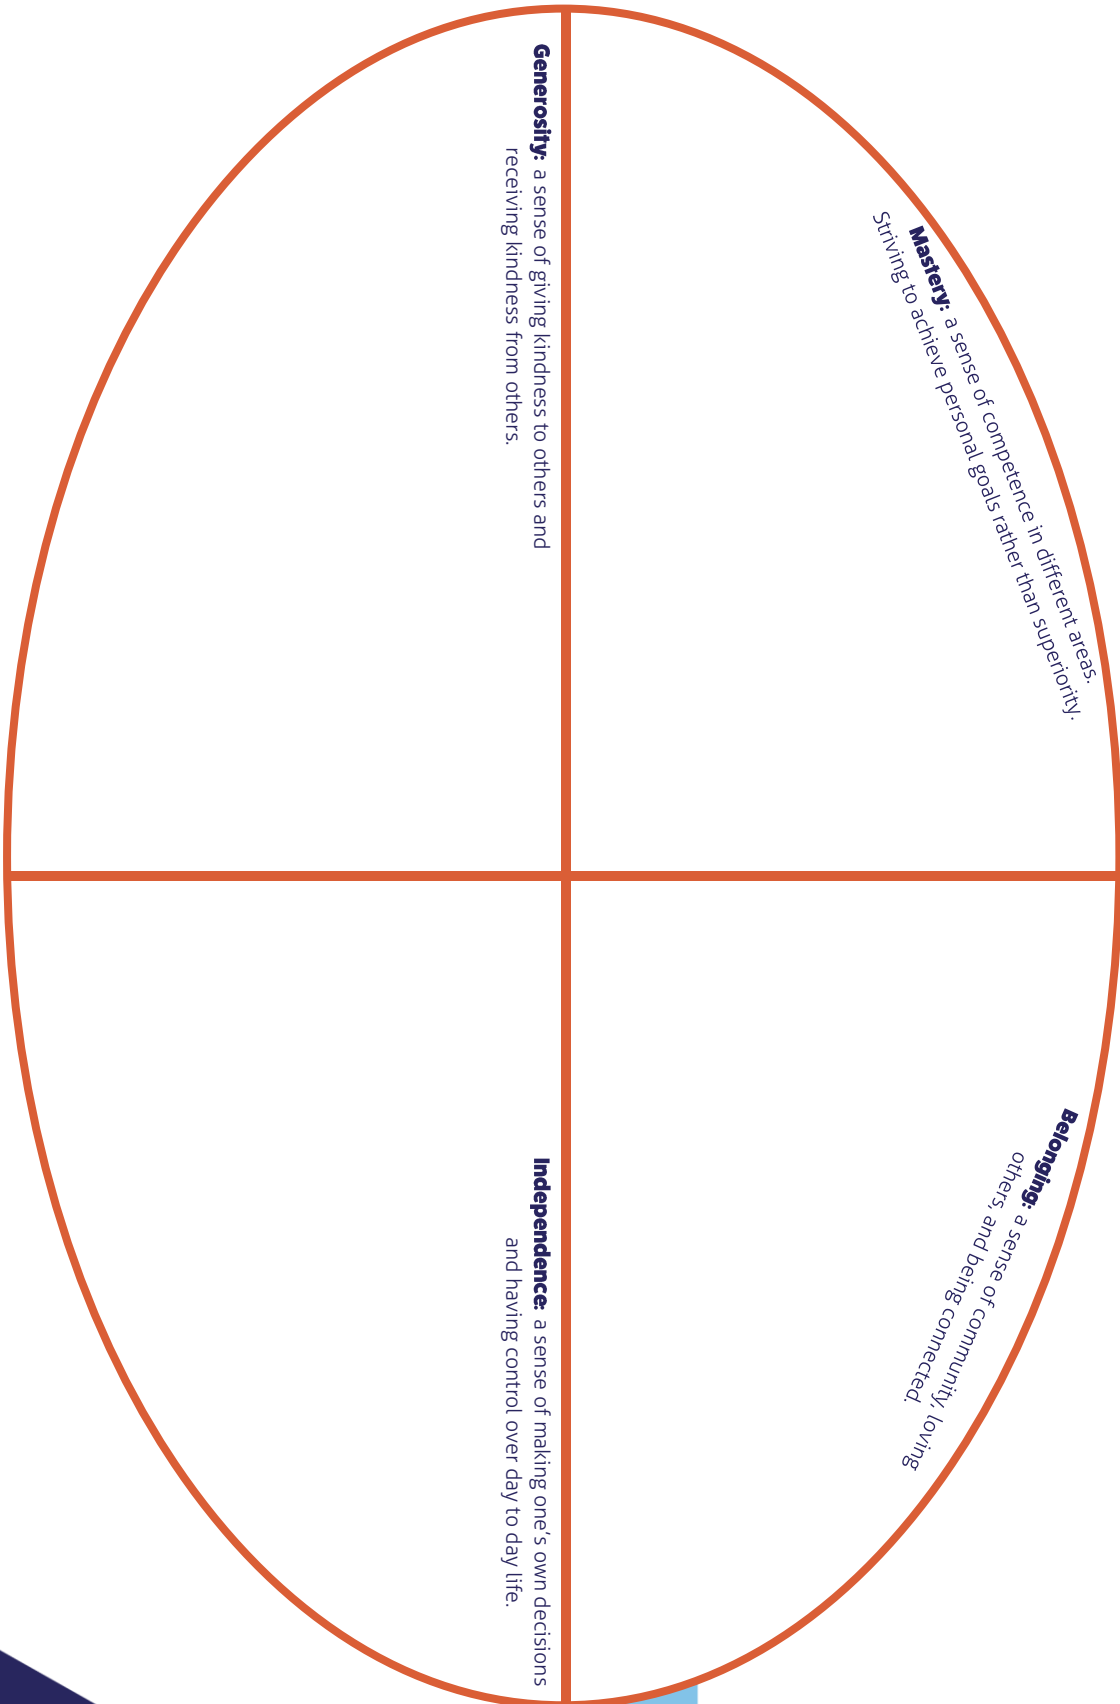 Mastery: a sense of competence in different areas.
Striving to achieve personal goals rather than superiority.
Belonging: a sense of community, loving
others, and being connected.
Generosity: a sense of giving kindness to others and
receiving kindness from others.
Independence: a sense of making one’s own decisions
and having control over day to day life.